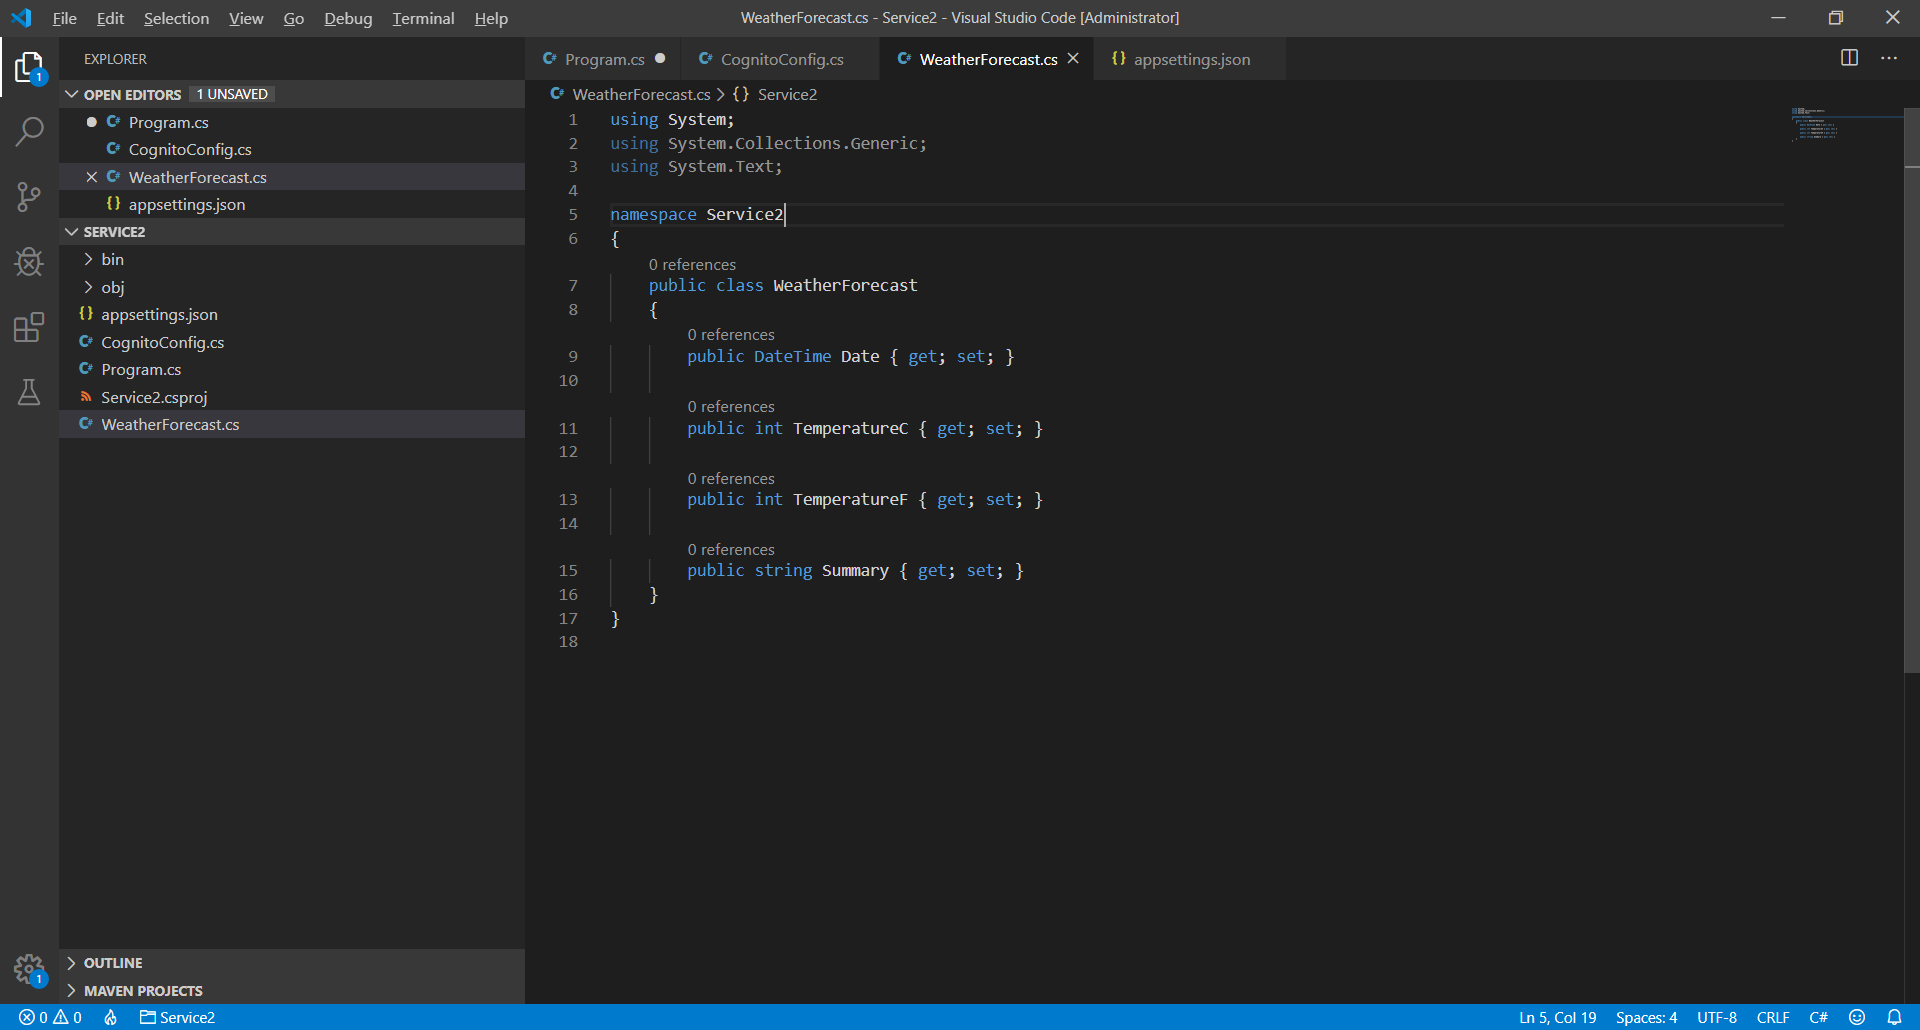 File Edit Selection View Go Debug Terminal Help
WeatherForecast.cs - Service2 - Visual Studio Code [Administrator]
EXPLORER
OPEN EDITORS 1 UNSAVED
C# Program.cs
C# CognitoConfig.cs
C# WeatherForecast.cs
{} appsettings.json
SERVICE2
bin
obj
{} appsettings.json
C# CognitoConfig.cs
C# Program.cs
Service2.csproj
C# WeatherForecast.cs
OUTLINE
MAVEN PROJECTS
1
1
C# Program.cs C# CognitoConfig.cs C# WeatherForecast.cs {} appsettings.json
C# WeatherForecast.cs > {} Service2
1 using System;
2 using System.Collections.Generic;
3 using System.Text;
4
5 namespace Service2
6 {
0 references
7 public class WeatherForecast
8 {
0 references
9 public DateTime Date { get; set; }
10
0 references
11 public int TemperatureC { get; set; }
12
0 references
13 public int TemperatureF { get; set; }
14
0 references
15 public string Summary { get; set; }
16 }
17 }
18
0 0 Service2 Ln 5, Col 19 Spaces: 4 UTF-8 CRLF C#